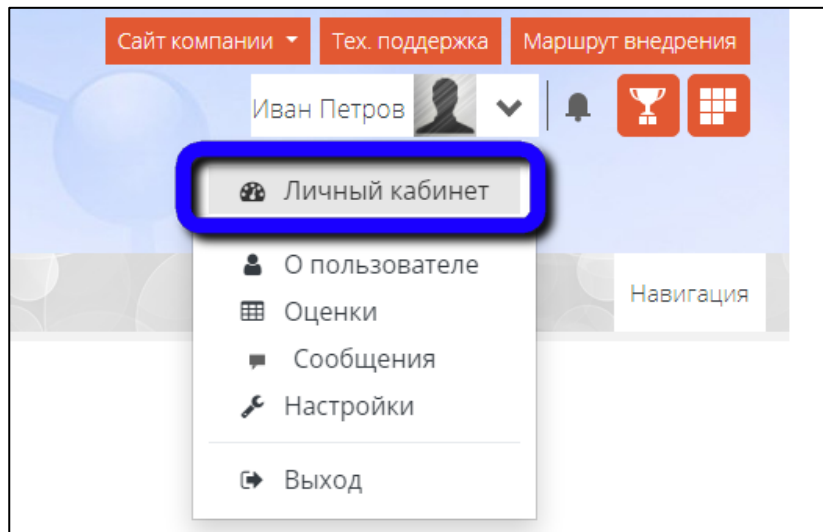 Сайт компании Тех. поддержка Маршрут внедрения
Иван Петров
Личный кабинет
О пользователе
Навигация
Оценки
Сообщения
Настройки
Выход